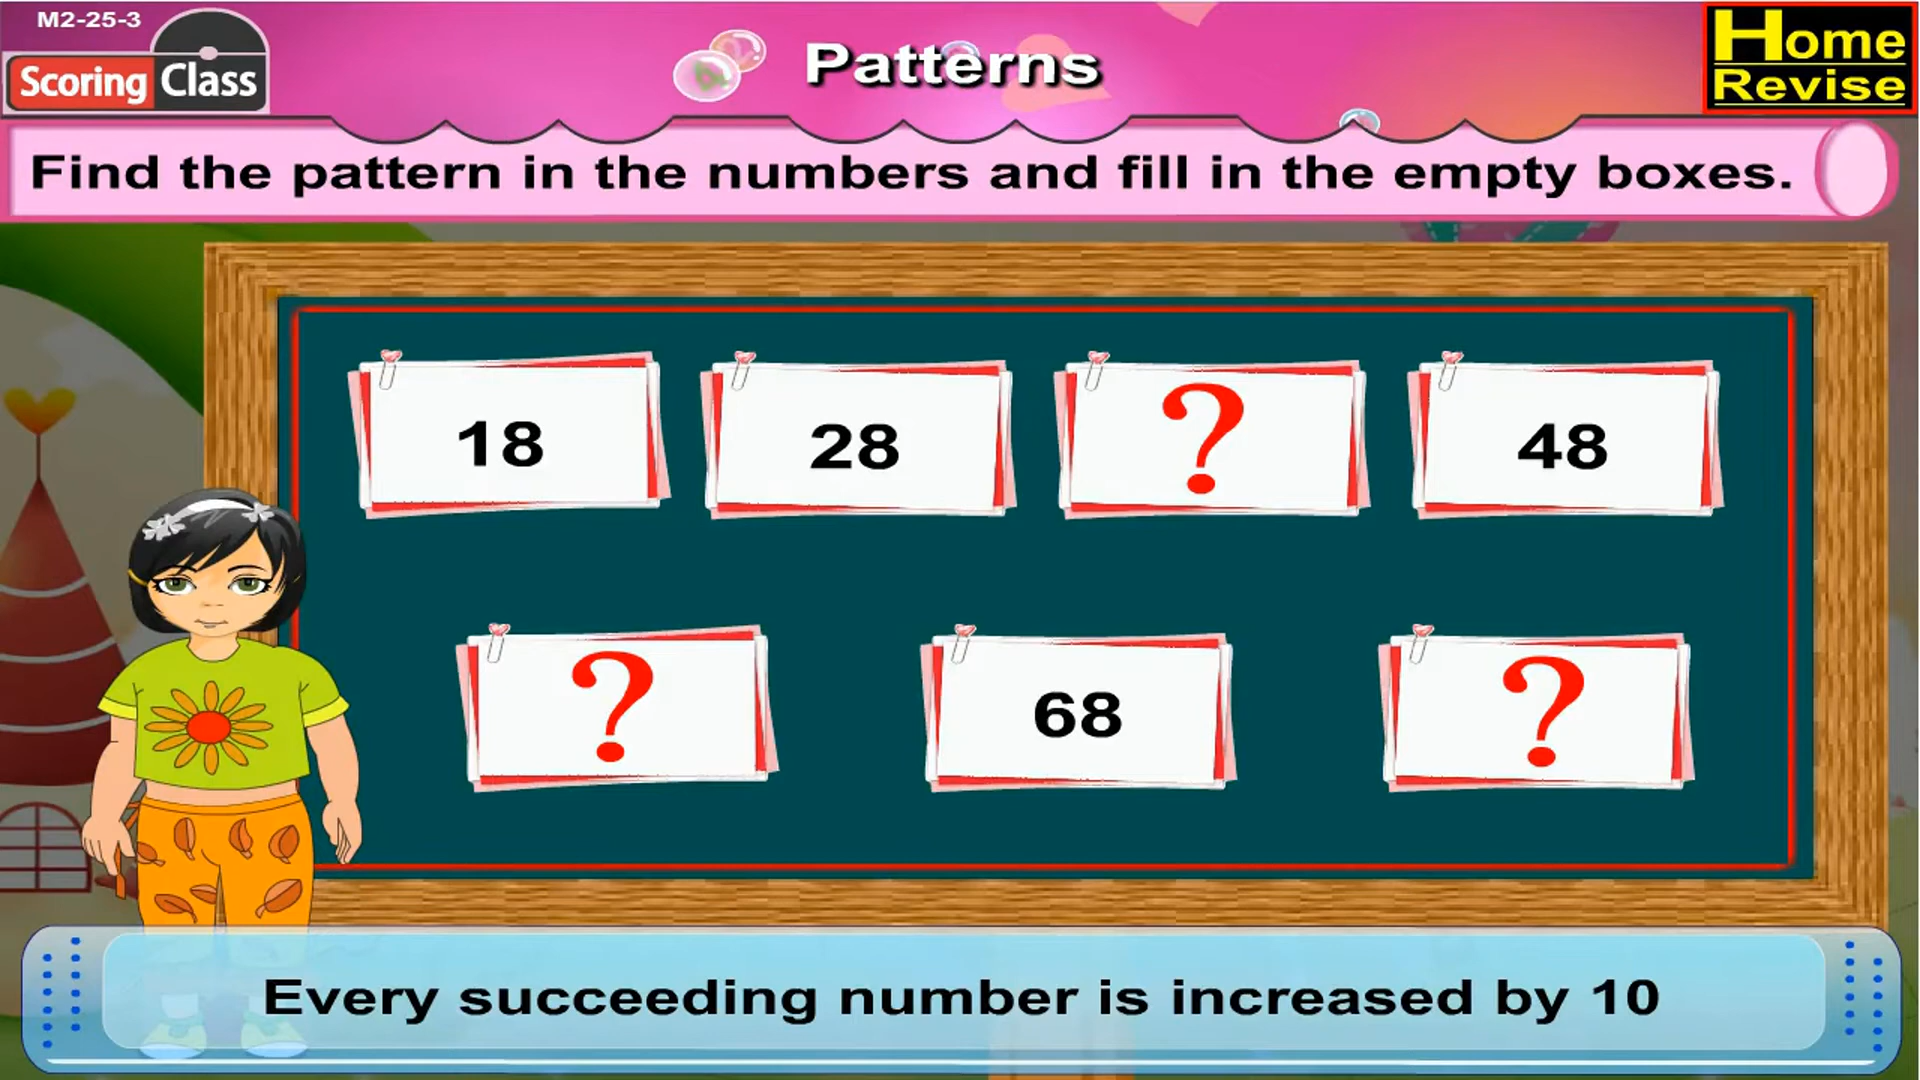 M2-25-3
Scoring Class
Patterns
Home
Revise
Find the pattern in the numbers and fill in the empty boxes.
18 28 ? 48
? 68 ?
Every succeeding number is increased by 10